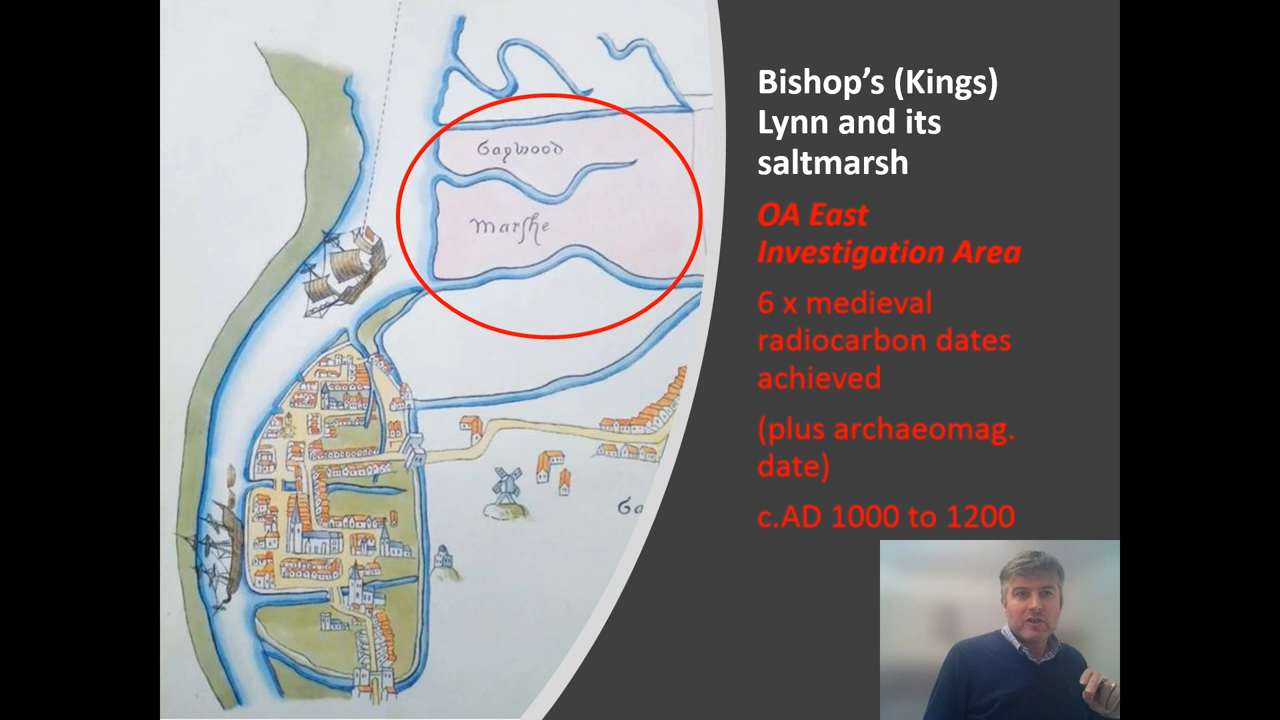 Bishop's (Kings)
Lynn and its
saltmarsh
OA East
Investigation Area
6 x medieval
radiocarbon dates
achieved
(plus archaeomag.
date)
c.AD 1000 to 1200
Gaywood
Marſhe
Ga